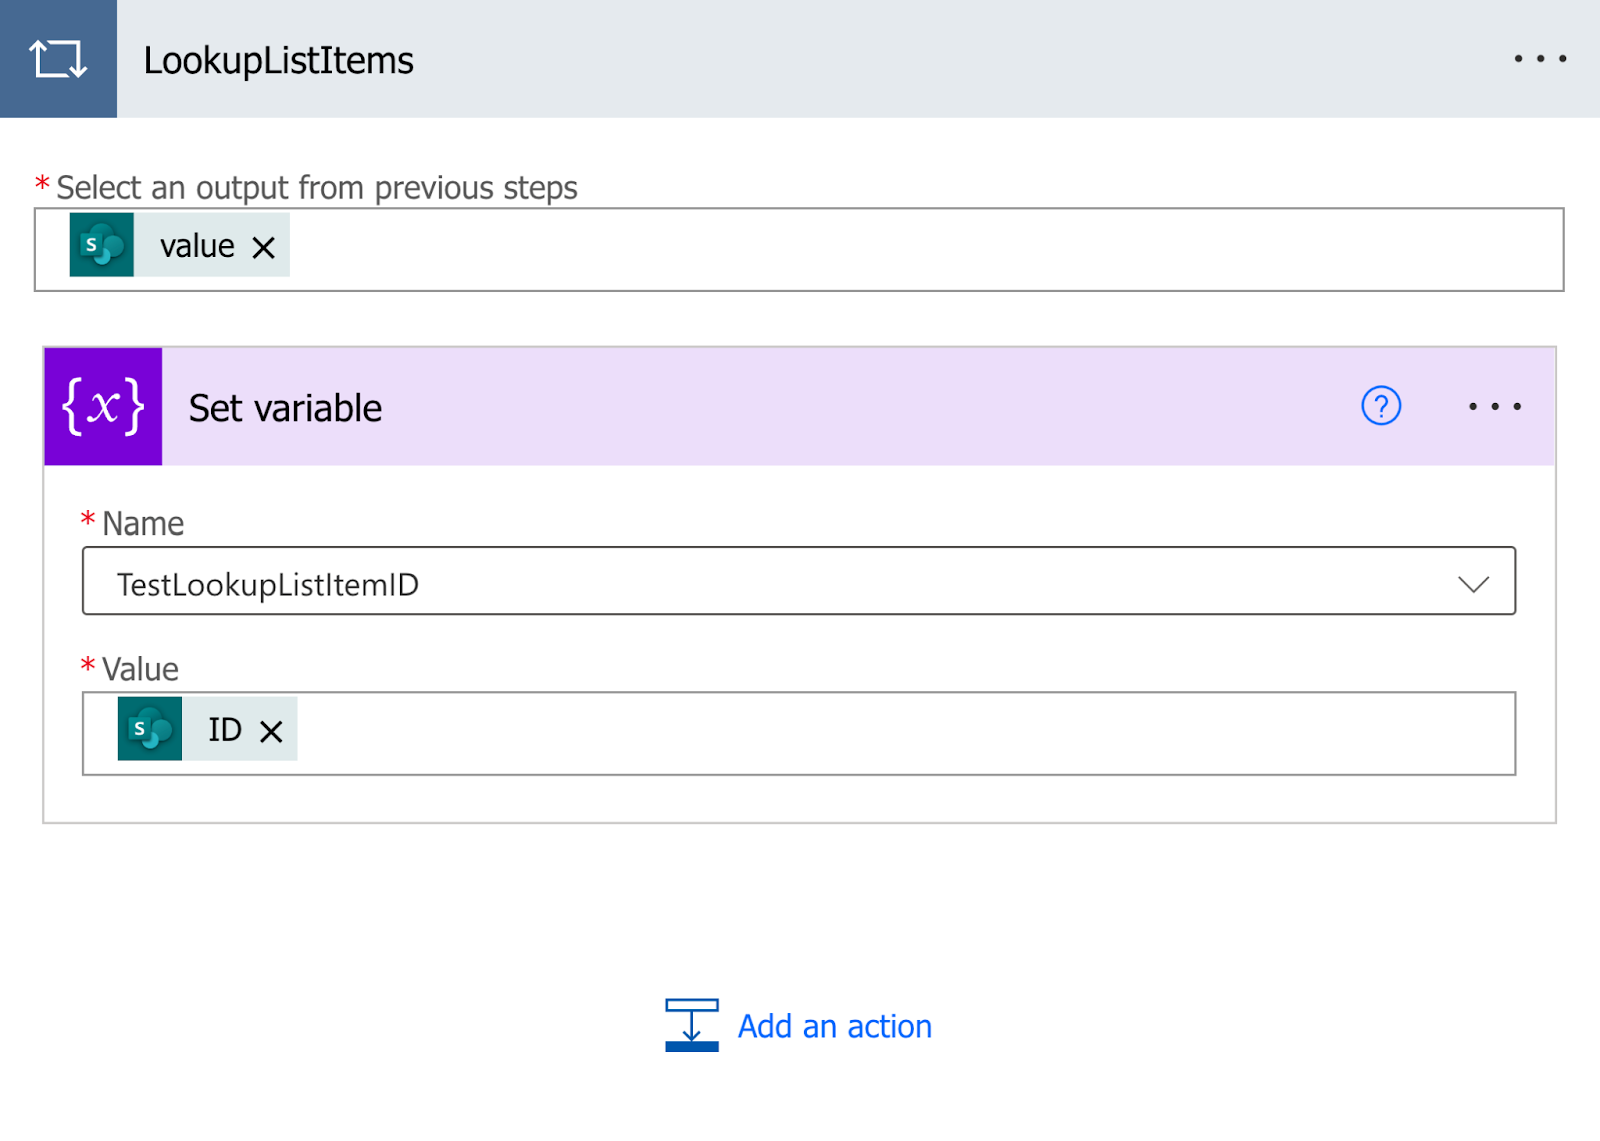 LookupListItems
* Select an output from previous steps
S value
{x} Set variable
?
* Name
TestLookupListItemID
* Value
S ID
Add an action